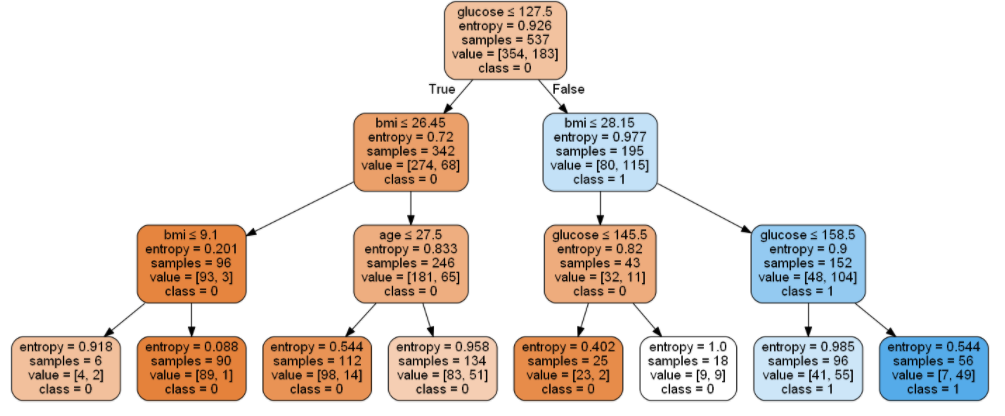 glucose ≤ 127.5
entropy = 0.926
samples = 537
value = [354, 183]
class = 0
True
False
bmi ≤ 26.45
entropy = 0.72
samples = 342
value = [274, 68]
class = 0
bmi ≤ 28.15
entropy = 0.977
samples = 195
value = [80, 115]
class = 1
bmi ≤ 9.1
entropy = 0.201
samples = 96
value = [93, 3]
class = 0
age ≤ 27.5
entropy = 0.833
samples = 246
value = [181, 65]
class = 0
glucose ≤ 145.5
entropy = 0.82
samples = 43
value = [32, 11]
class = 0
glucose ≤ 158.5
entropy = 0.9
samples = 152
value = [48, 104]
class = 1
entropy = 0.918
samples = 6
value = [4, 2]
class = 0
entropy = 0.088
samples = 90
value = [89, 1]
class = 0
entropy = 0.544
samples = 112
value = [98, 14]
class = 0
entropy = 0.958
samples = 134
value = [83, 51]
class = 0
entropy = 0.402
samples = 25
value = [23, 2]
class = 0
entropy = 1.0
samples = 18
value = [9, 9]
class = 0
entropy = 0.985
samples = 96
value = [41, 55]
class = 1
entropy = 0.544
samples = 56
value = [7, 49]
class = 1